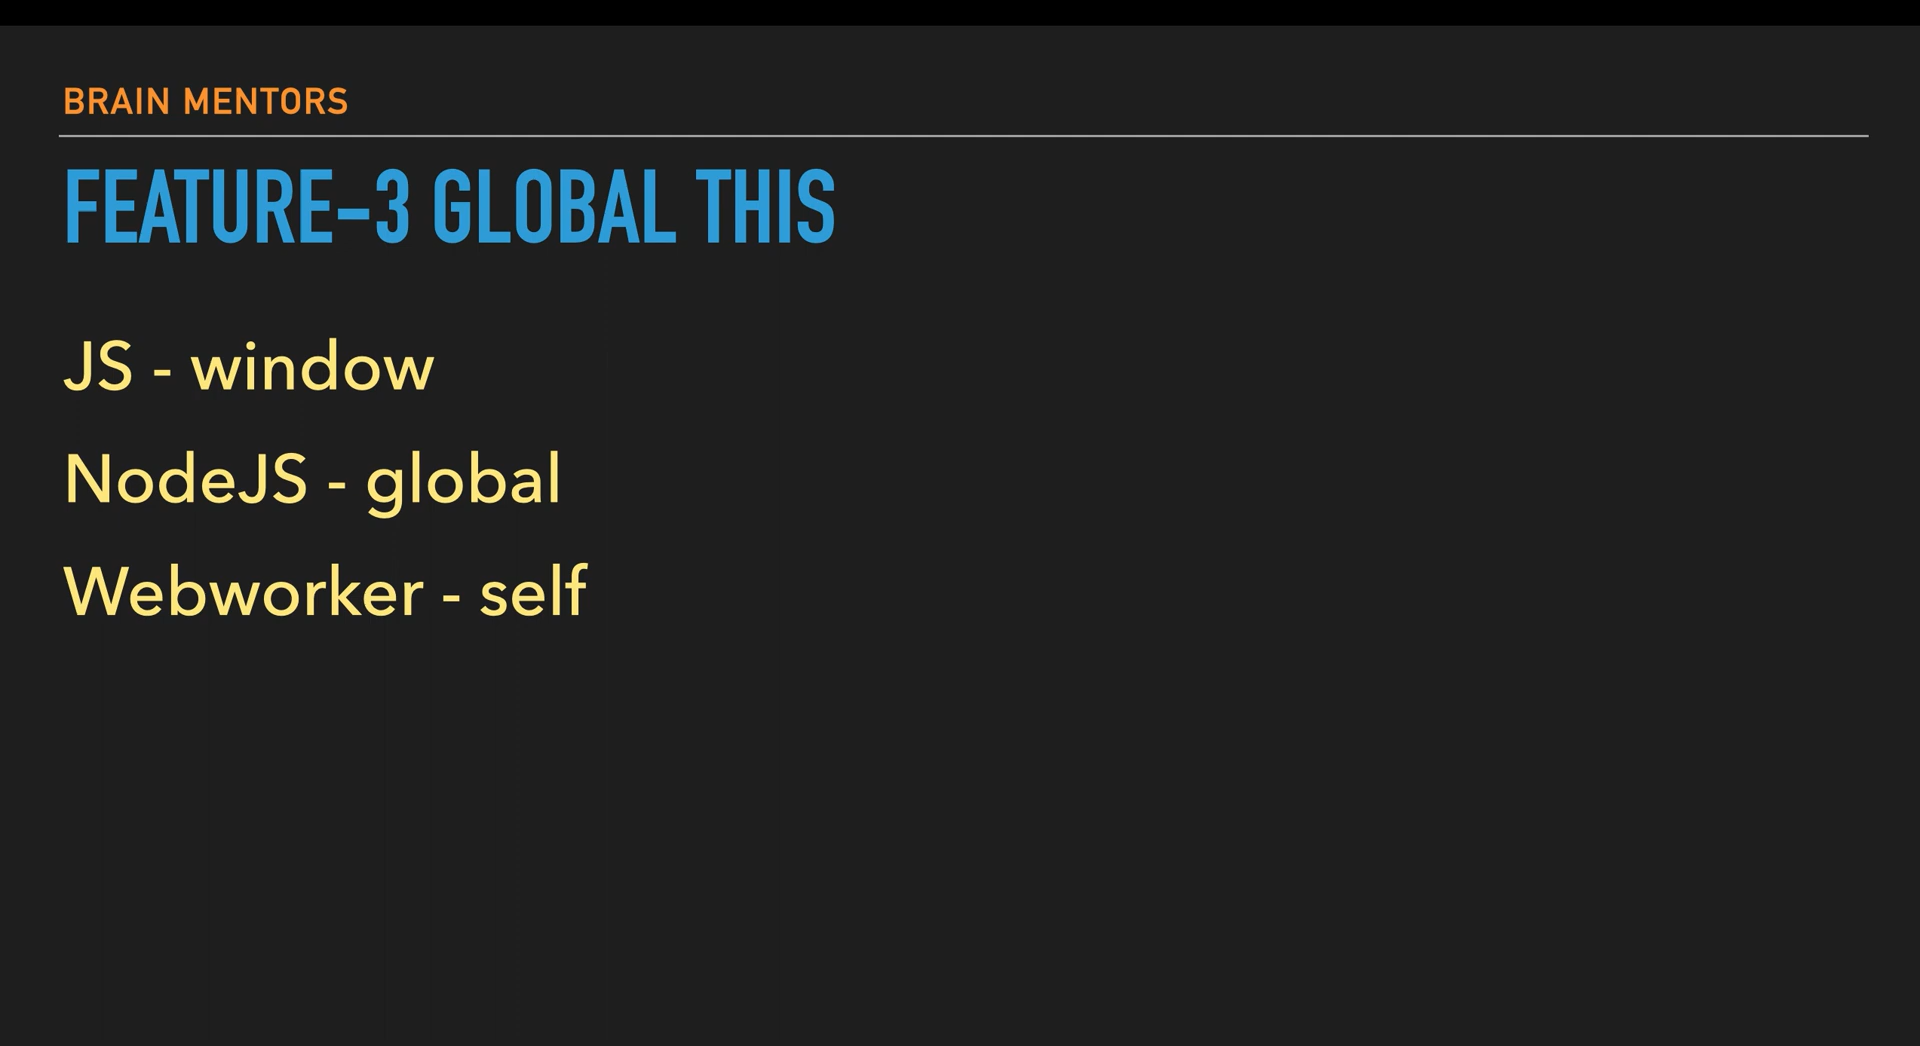 BRAIN MENTORS
FEATURE-3 GLOBAL THIS
JS - window
NodeJS - global
Webworker - self